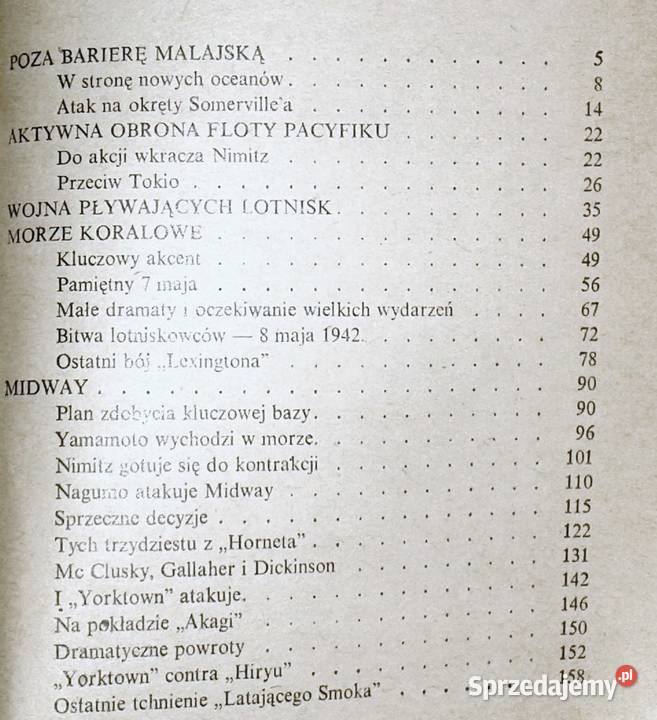 POZA BARIERĘ MALAJSKĄ . . . . . . . . 5
W stronę nowych oceanów . . . . . . . . 8
Atak na okręty Somerville'a . . . . . . . . 14
AKTYWNA OBRONA FLOTY PACYFIKU . . . . . 22
Do akcji wkracza Nimitz . . . . . . . . 22
Przeciw Tokio . . . . . . . . . . . 26
WOJNA PŁYWAJĄCYCH LOTNISK . . . . . . . 35
MORZE KORALOWE . . . . . . . . . . 49
Kluczowy akcent . . . . . . . . . . 49
Pamiętny 7 maja . . . . . . . . . . 56
Małe dramaty i oczekiwanie wielkich wydarzeń . . . 67
Bitwa lotniskowców — 8 maja 1942. . . . . . 72
Ostatni bój „Lexingtona” . . . . . . . . 78
MIDWAY . . . . . . . . . . . . . 90
Plan zdobycia kluczowej bazy . . . . . . . 90
Yamamoto wychodzi w morze. . . . . . . . 96
Nimitz gotuje się do kontrakcji . . . . . . . 101
Nagumo atakuje Midway . . . . . . . . 110
Sprzeczne decyzje . . . . . . . . . . 115
Tych trzydziestu z „Horneta” . . . . . . . 122
Mc Clusky, Gallaher i Dickinson . . . . . . 131
I „Yorktown” atakuje. . . . . . . . . . 142
Na pokładzie „Akagi” . . . . . . . . . 146
Dramatyczne powroty . . . . . . . . . 150
„Yorktown” contra „Hiryu” . . . . . . . . 152
Ostatnie tchnienie „Latającego Smoka” . . . . . 158
Sprzedajemy.pl